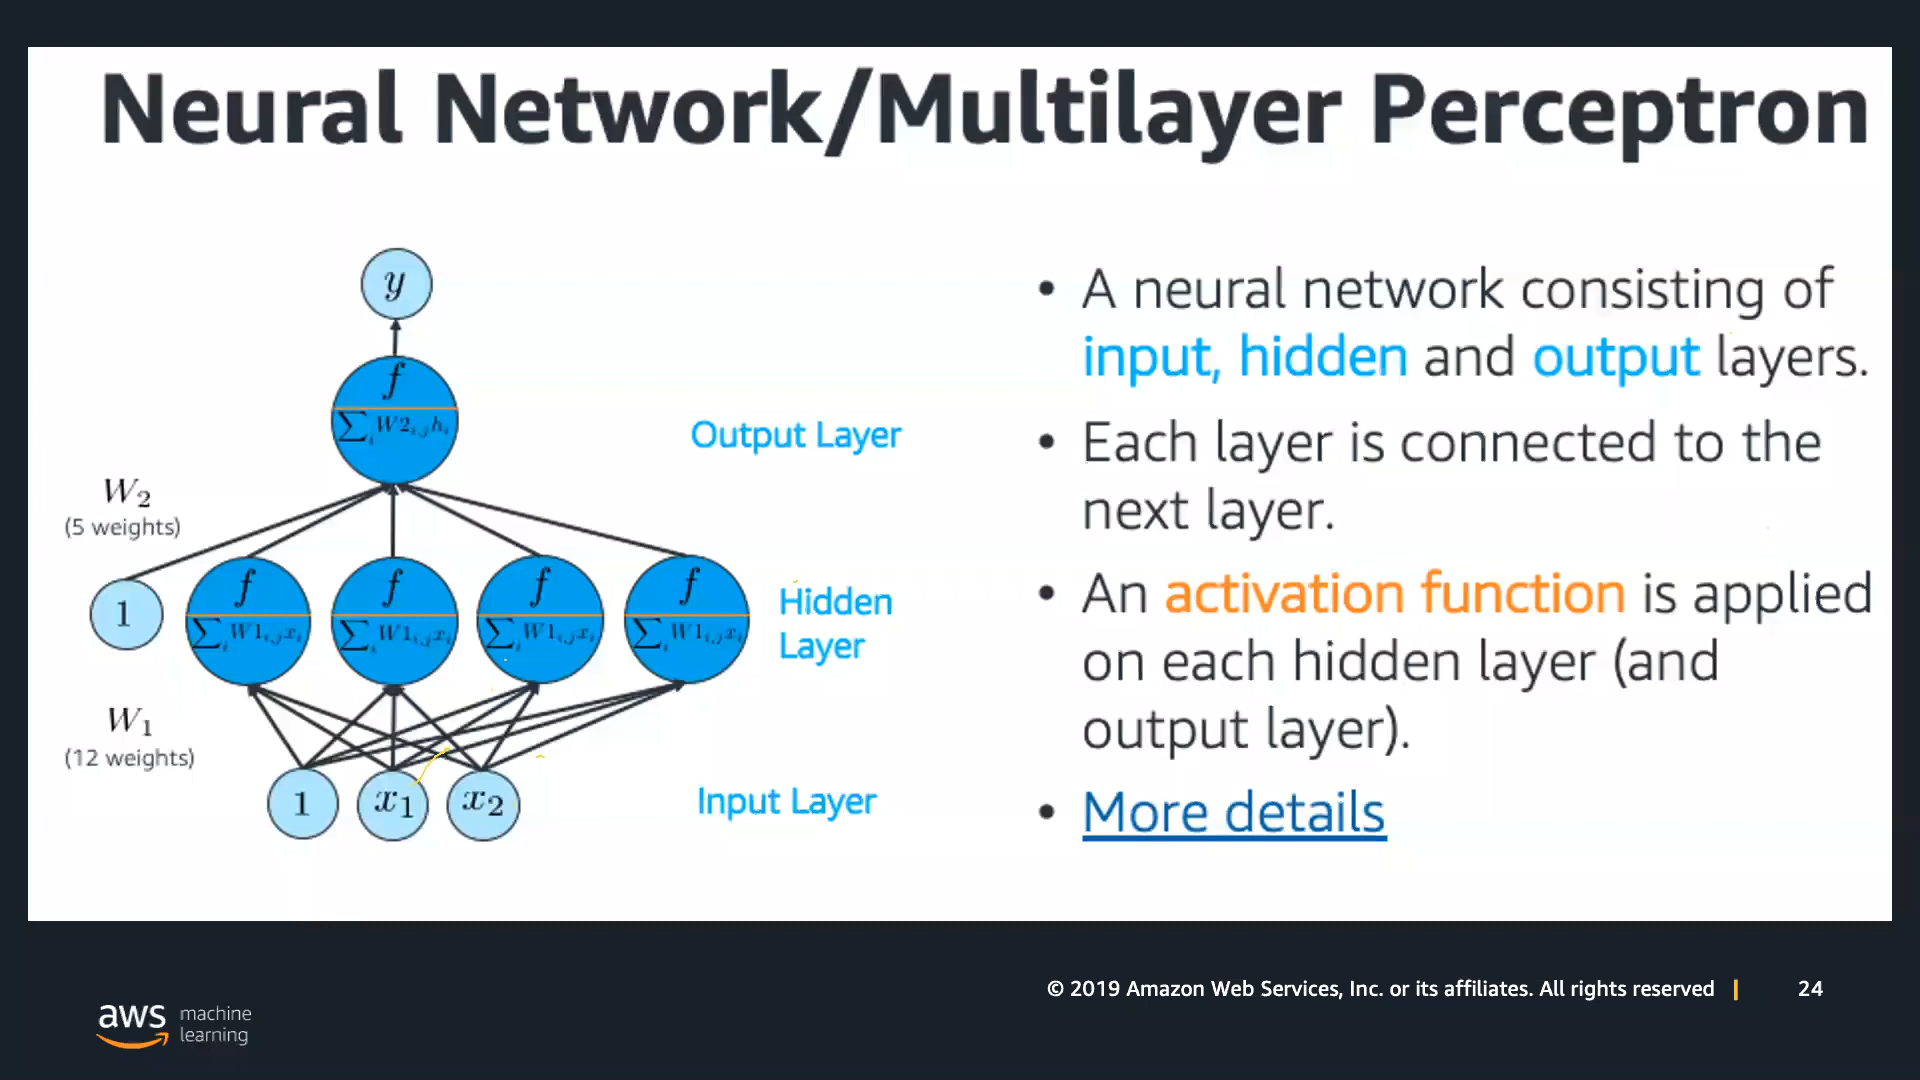 Neural Network/Multilayer Perceptron
y
f
∑ᵢ W2ᵢ,ⱼhᵢ
Output Layer
W₂
(5 weights)
1
f
∑ᵢ W1ᵢ,ⱼxᵢ
f
∑ᵢ W1ᵢ,ⱼxᵢ
f
∑ᵢ W1ᵢ,ⱼxᵢ
f
∑ᵢ W1ᵢ,ⱼxᵢ
Hidden
Layer
W₁
(12 weights)
1
x₁
x₂
Input Layer
• A neural network consisting of
input, hidden and output layers.
• Each layer is connected to the
next layer.
• An activation function is applied
on each hidden layer (and
output layer).
• More details
aws machine
learning
© 2019 Amazon Web Services, Inc. or its affiliates. All rights reserved |
24